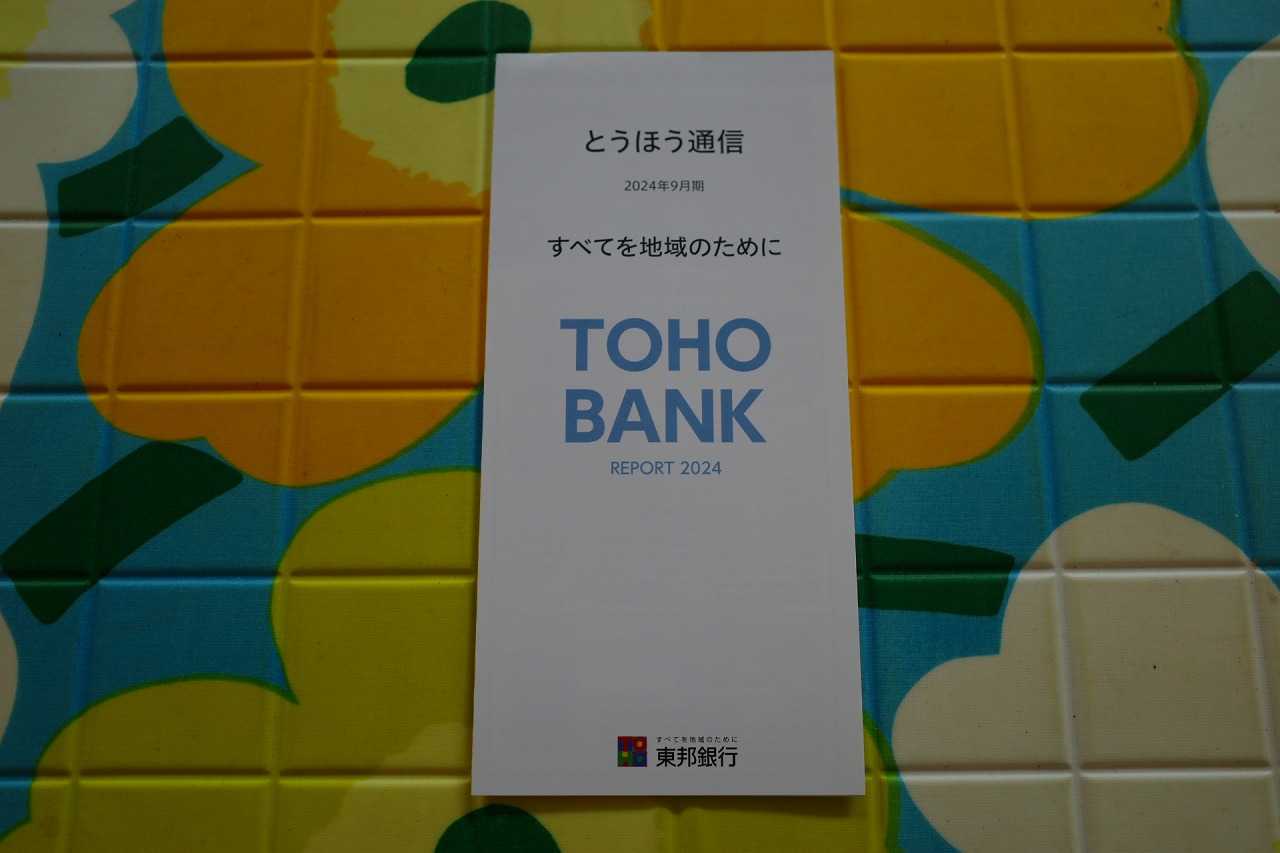 とうほう通信
2024年9月期
すべてを地域のために
TOHO
BANK
REPORT 2024
すべてを地域のために
東邦銀行